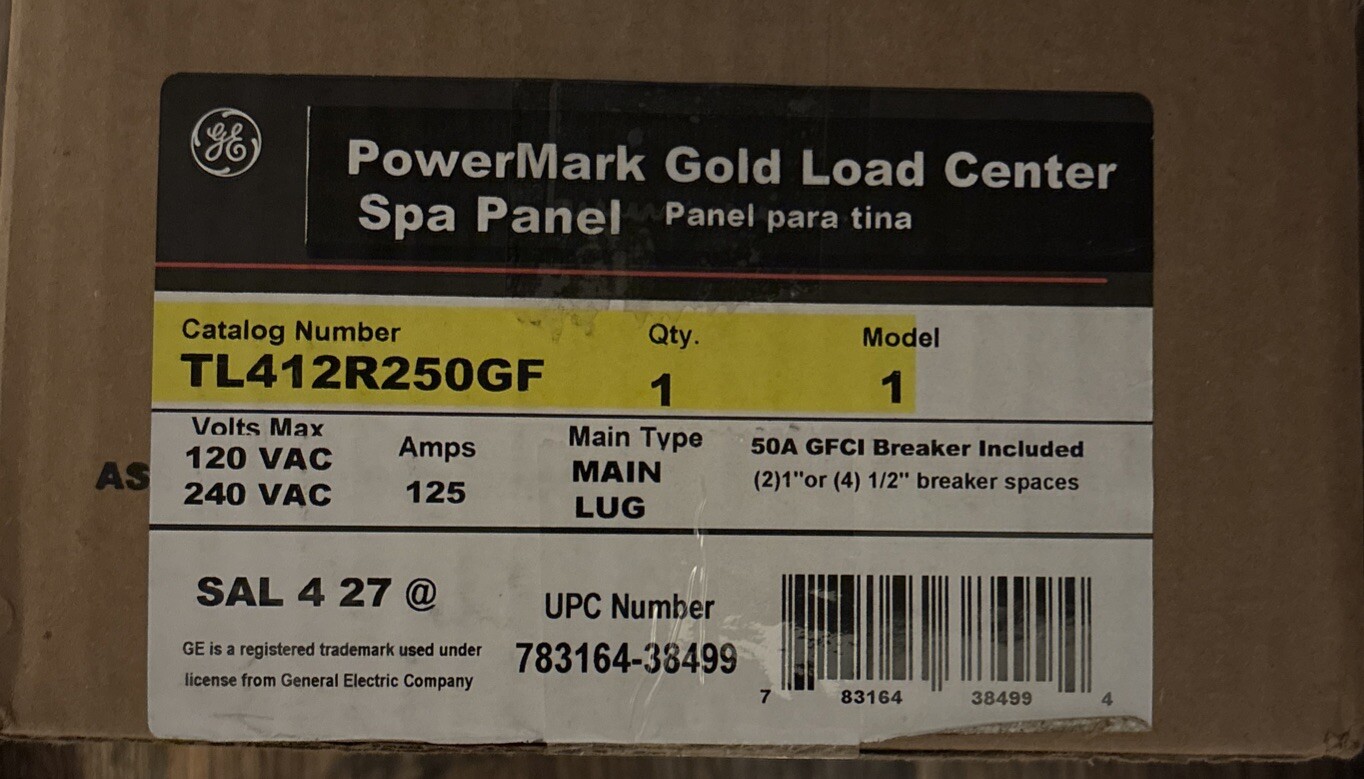 GE
PowerMark Gold Load Center
Spa Panel Panel para tina
Catalog Number Qty. Model
TL412R250GF 1 1
Volts Max Amps Main Type 50A GFCI Breaker Included
120 VAC 125 MAIN (2)1"or (4) 1/2" breaker spaces
240 VAC LUG
AS
SAL 4 27 @ UPC Number
GE is a registered trademark used under 783164-38499
license from General Electric Company
7 83164 38499 4